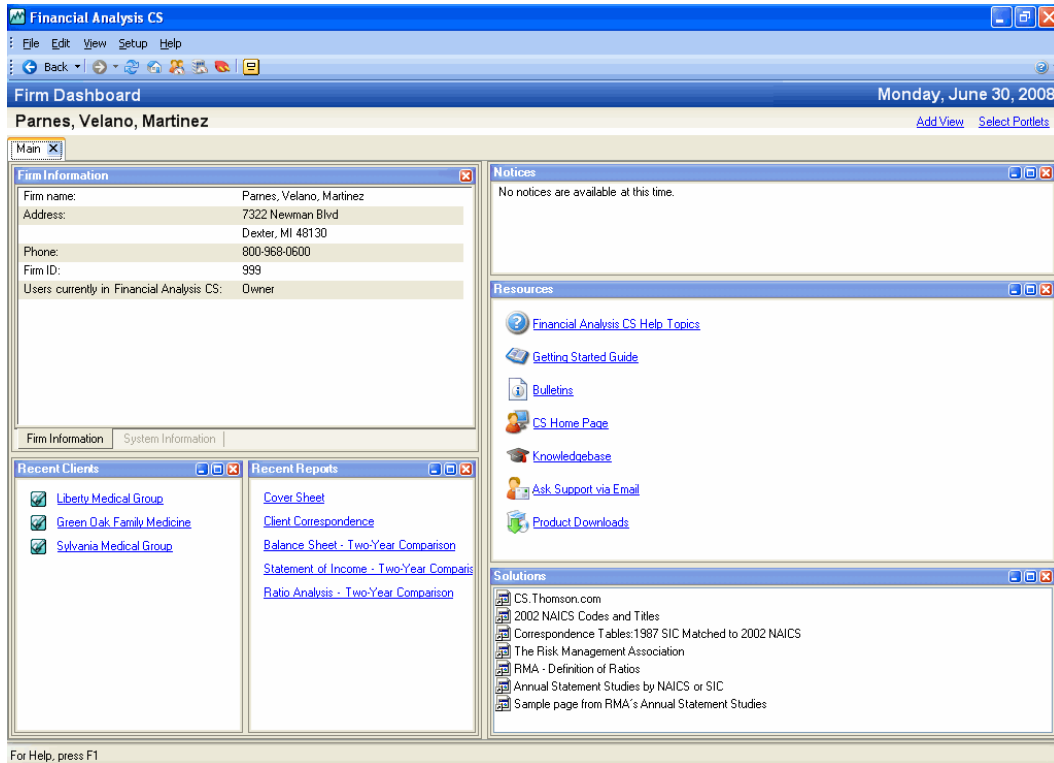 Financial Analysis CS
File Edit View Setup Help
Back
Firm Dashboard
Monday, June 30, 2008
Parnes, Velano, Martinez
Add View Select Portlets
Main
Firm Information
Firm name: Parnes, Velano, Martinez
Address: 7322 Newman Blvd
Dexter, MI 48130
Phone: 800-968-0600
Firm ID: 999
Users currently in Financial Analysis CS: Owner
Firm Information System Information
Recent Clients
Liberty Medical Group
Green Oak Family Medicine
Sylvania Medical Group
Recent Reports
Cover Sheet
Client Correspondence
Balance Sheet - Two-Year Comparison
Statement of Income - Two-Year Comparis
Ratio Analysis - Two-Year Comparison
Notices
No notices are available at this time.
Resources
Financial Analysis CS Help Topics
Getting Started Guide
Bulletins
CS Home Page
Knowledgebase
Ask Support via Email
Product Downloads
Solutions
CS.Thomson.com
2002 NAICS Codes and Titles
Correspondence Tables:1987 SIC Matched to 2002 NAICS
The Risk Management Association
RMA - Definition of Ratios
Annual Statement Studies by NAICS or SIC
Sample page from RMA´s Annual Statement Studies
For Help, press F1